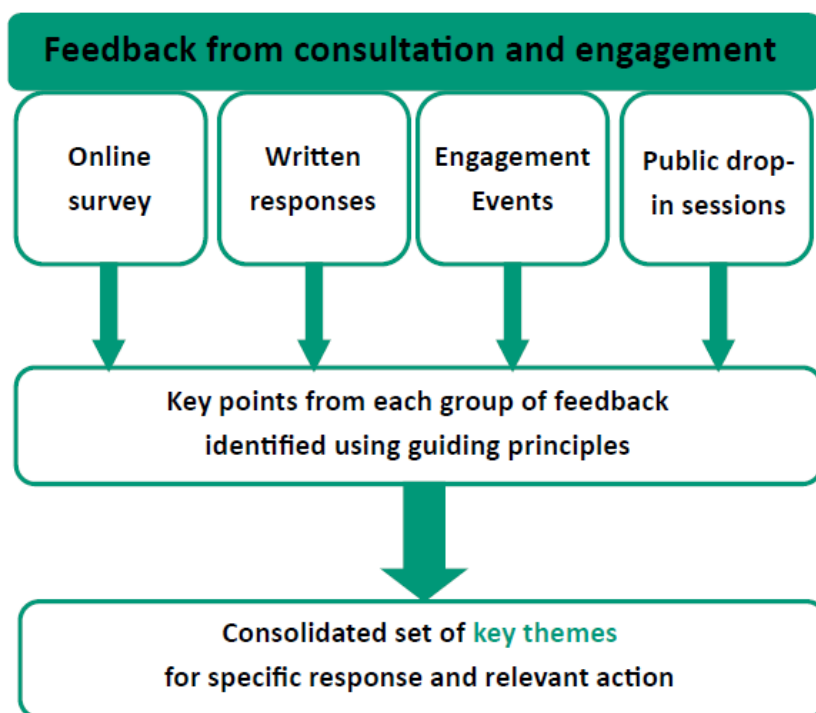 Feedback from consultation and engagement
Online
survey
Written
responses
Engagement
Events
Public drop-
in sessions
Key points from each group of feedback
identified using guiding principles
Consolidated set of key themes
for specific response and relevant action